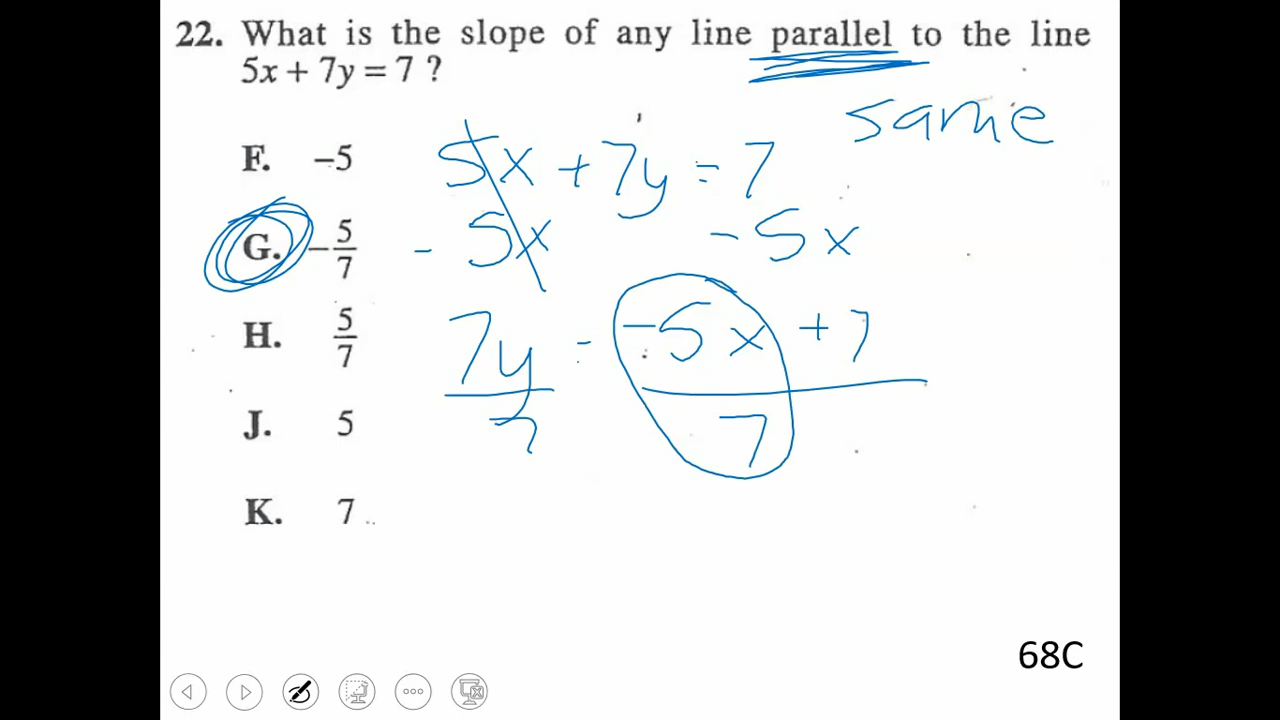 22. What is the slope of any line parallel to the line
5x + 7y = 7 ?
same
F. −5
5x + 7y = 7
G. −5/7
- 5x - 5x
H. 5/7
7y = -5x + 7
7 7
J. 5
K. 7
68C